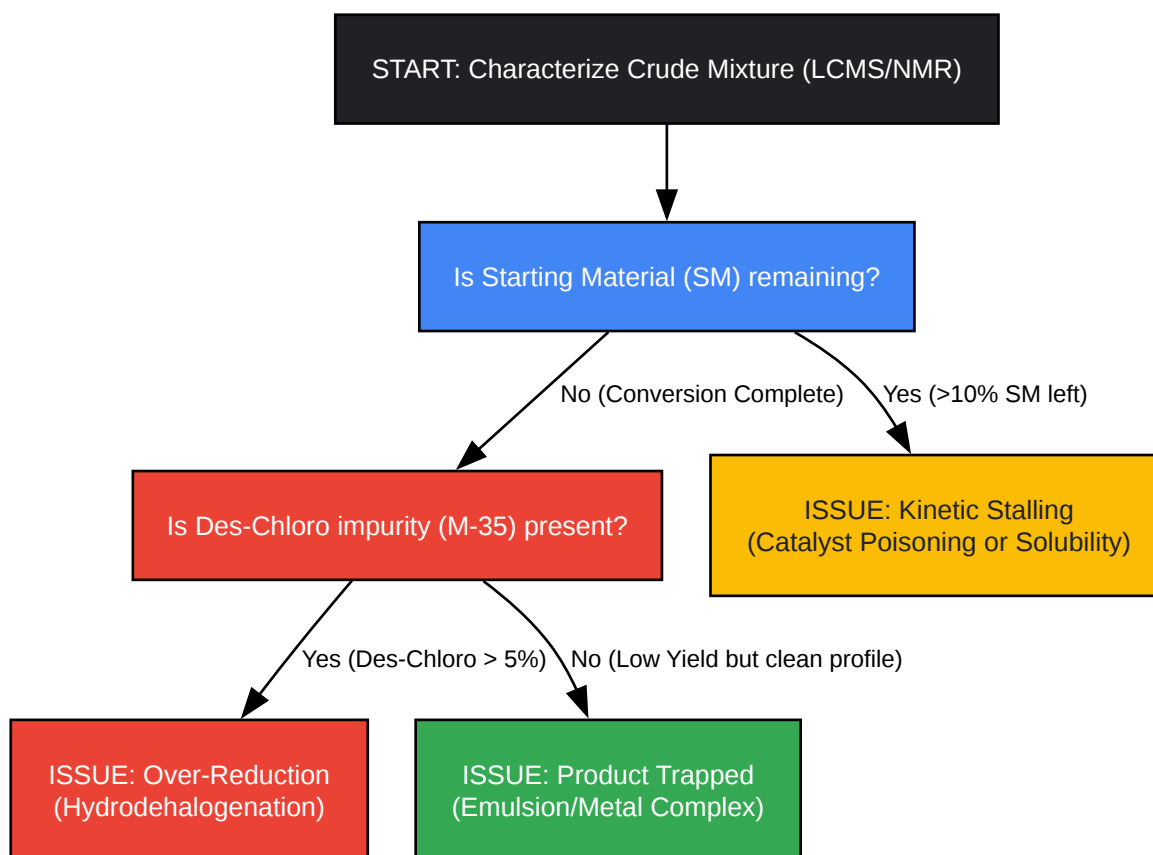 START: Characterize Crude Mixture (LCMS/NMR)
Is Starting Material (SM) remaining?
No (Conversion Complete)
Yes (>10% SM left)
Is Des-Chloro impurity (M-35) present?
ISSUE: Kinetic Stalling
(Catalyst Poisoning or Solubility)
Yes (Des-Chloro > 5%)
No (Low Yield but clean profile)
ISSUE: Over-Reduction
(Hydrodehalogenation)
ISSUE: Product Trapped
(Emulsion/Metal Complex)